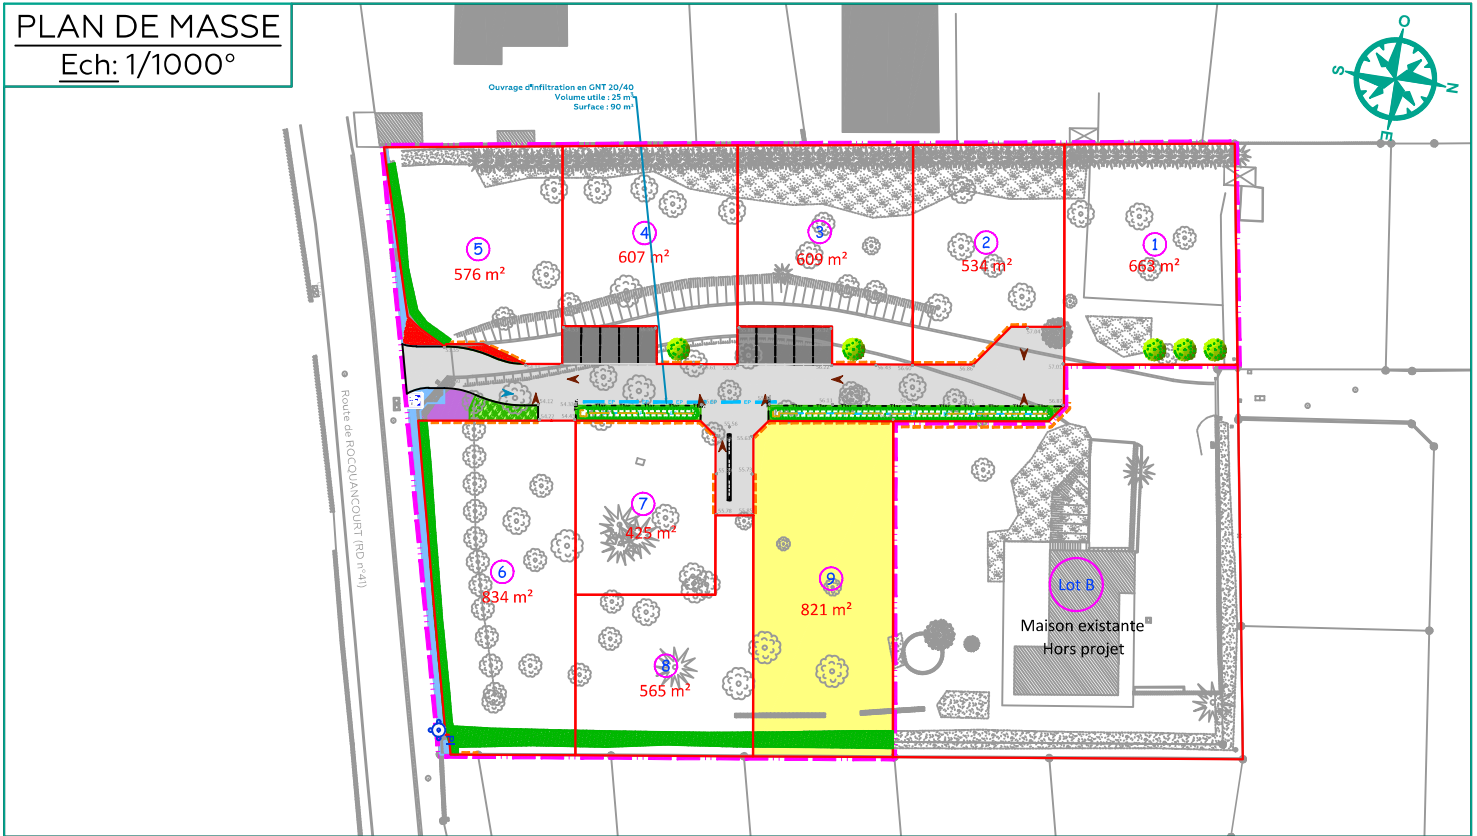 PLAN DE MASSE
Ech: 1/1000°
Ouvrage d'infiltration en GNT 20/40
Volume utile : 25 m³
Surface : 90 m²
O
S
N
E
5
576 m²
4
607 m²
3
609 m²
2
534 m²
1
663 m²
Route de ROCQUANCOURT (RD n°41)
6
834 m²
7
425 m²
8
565 m²
9
821 m²
Lot B
Maison existante
Hors projet